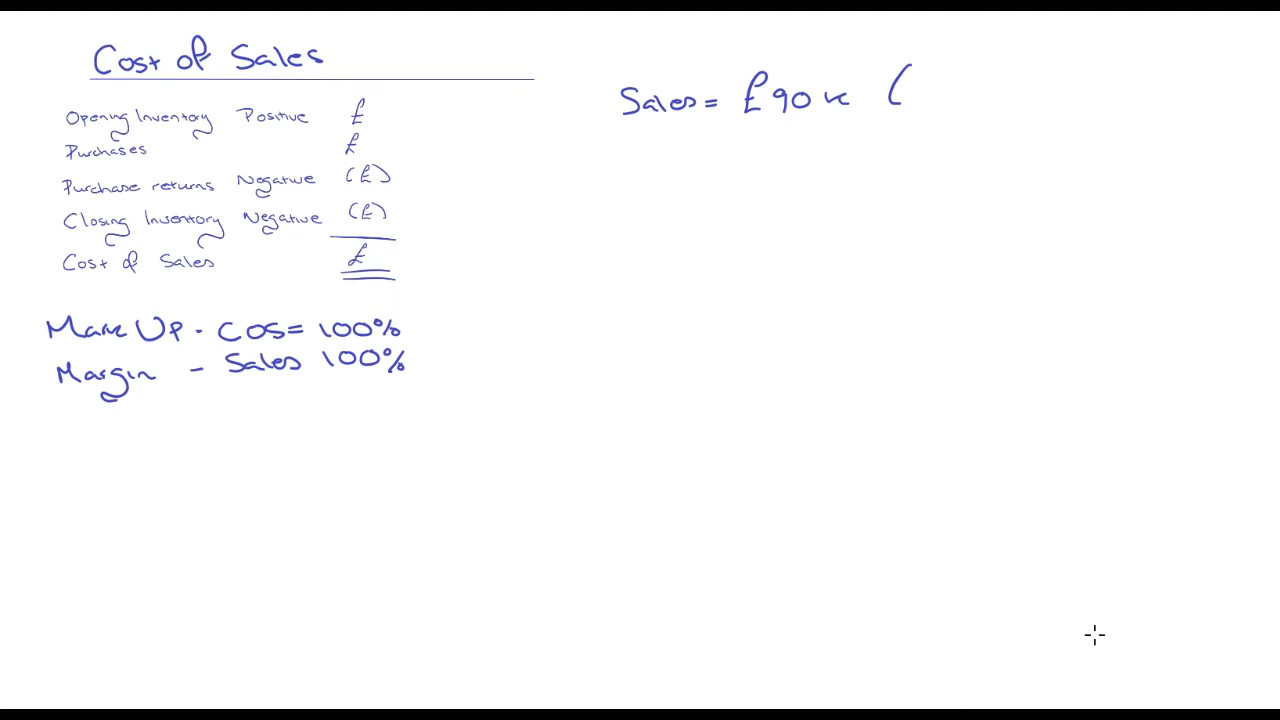 Cost of Sales
Opening Inventory Positive £
Purchases £
Purchase returns Negative (£)
Closing Inventory Negative (£)
Cost of Sales £
Mark Up - COS = 100%
Margin - Sales 100%
Sales = £90k (